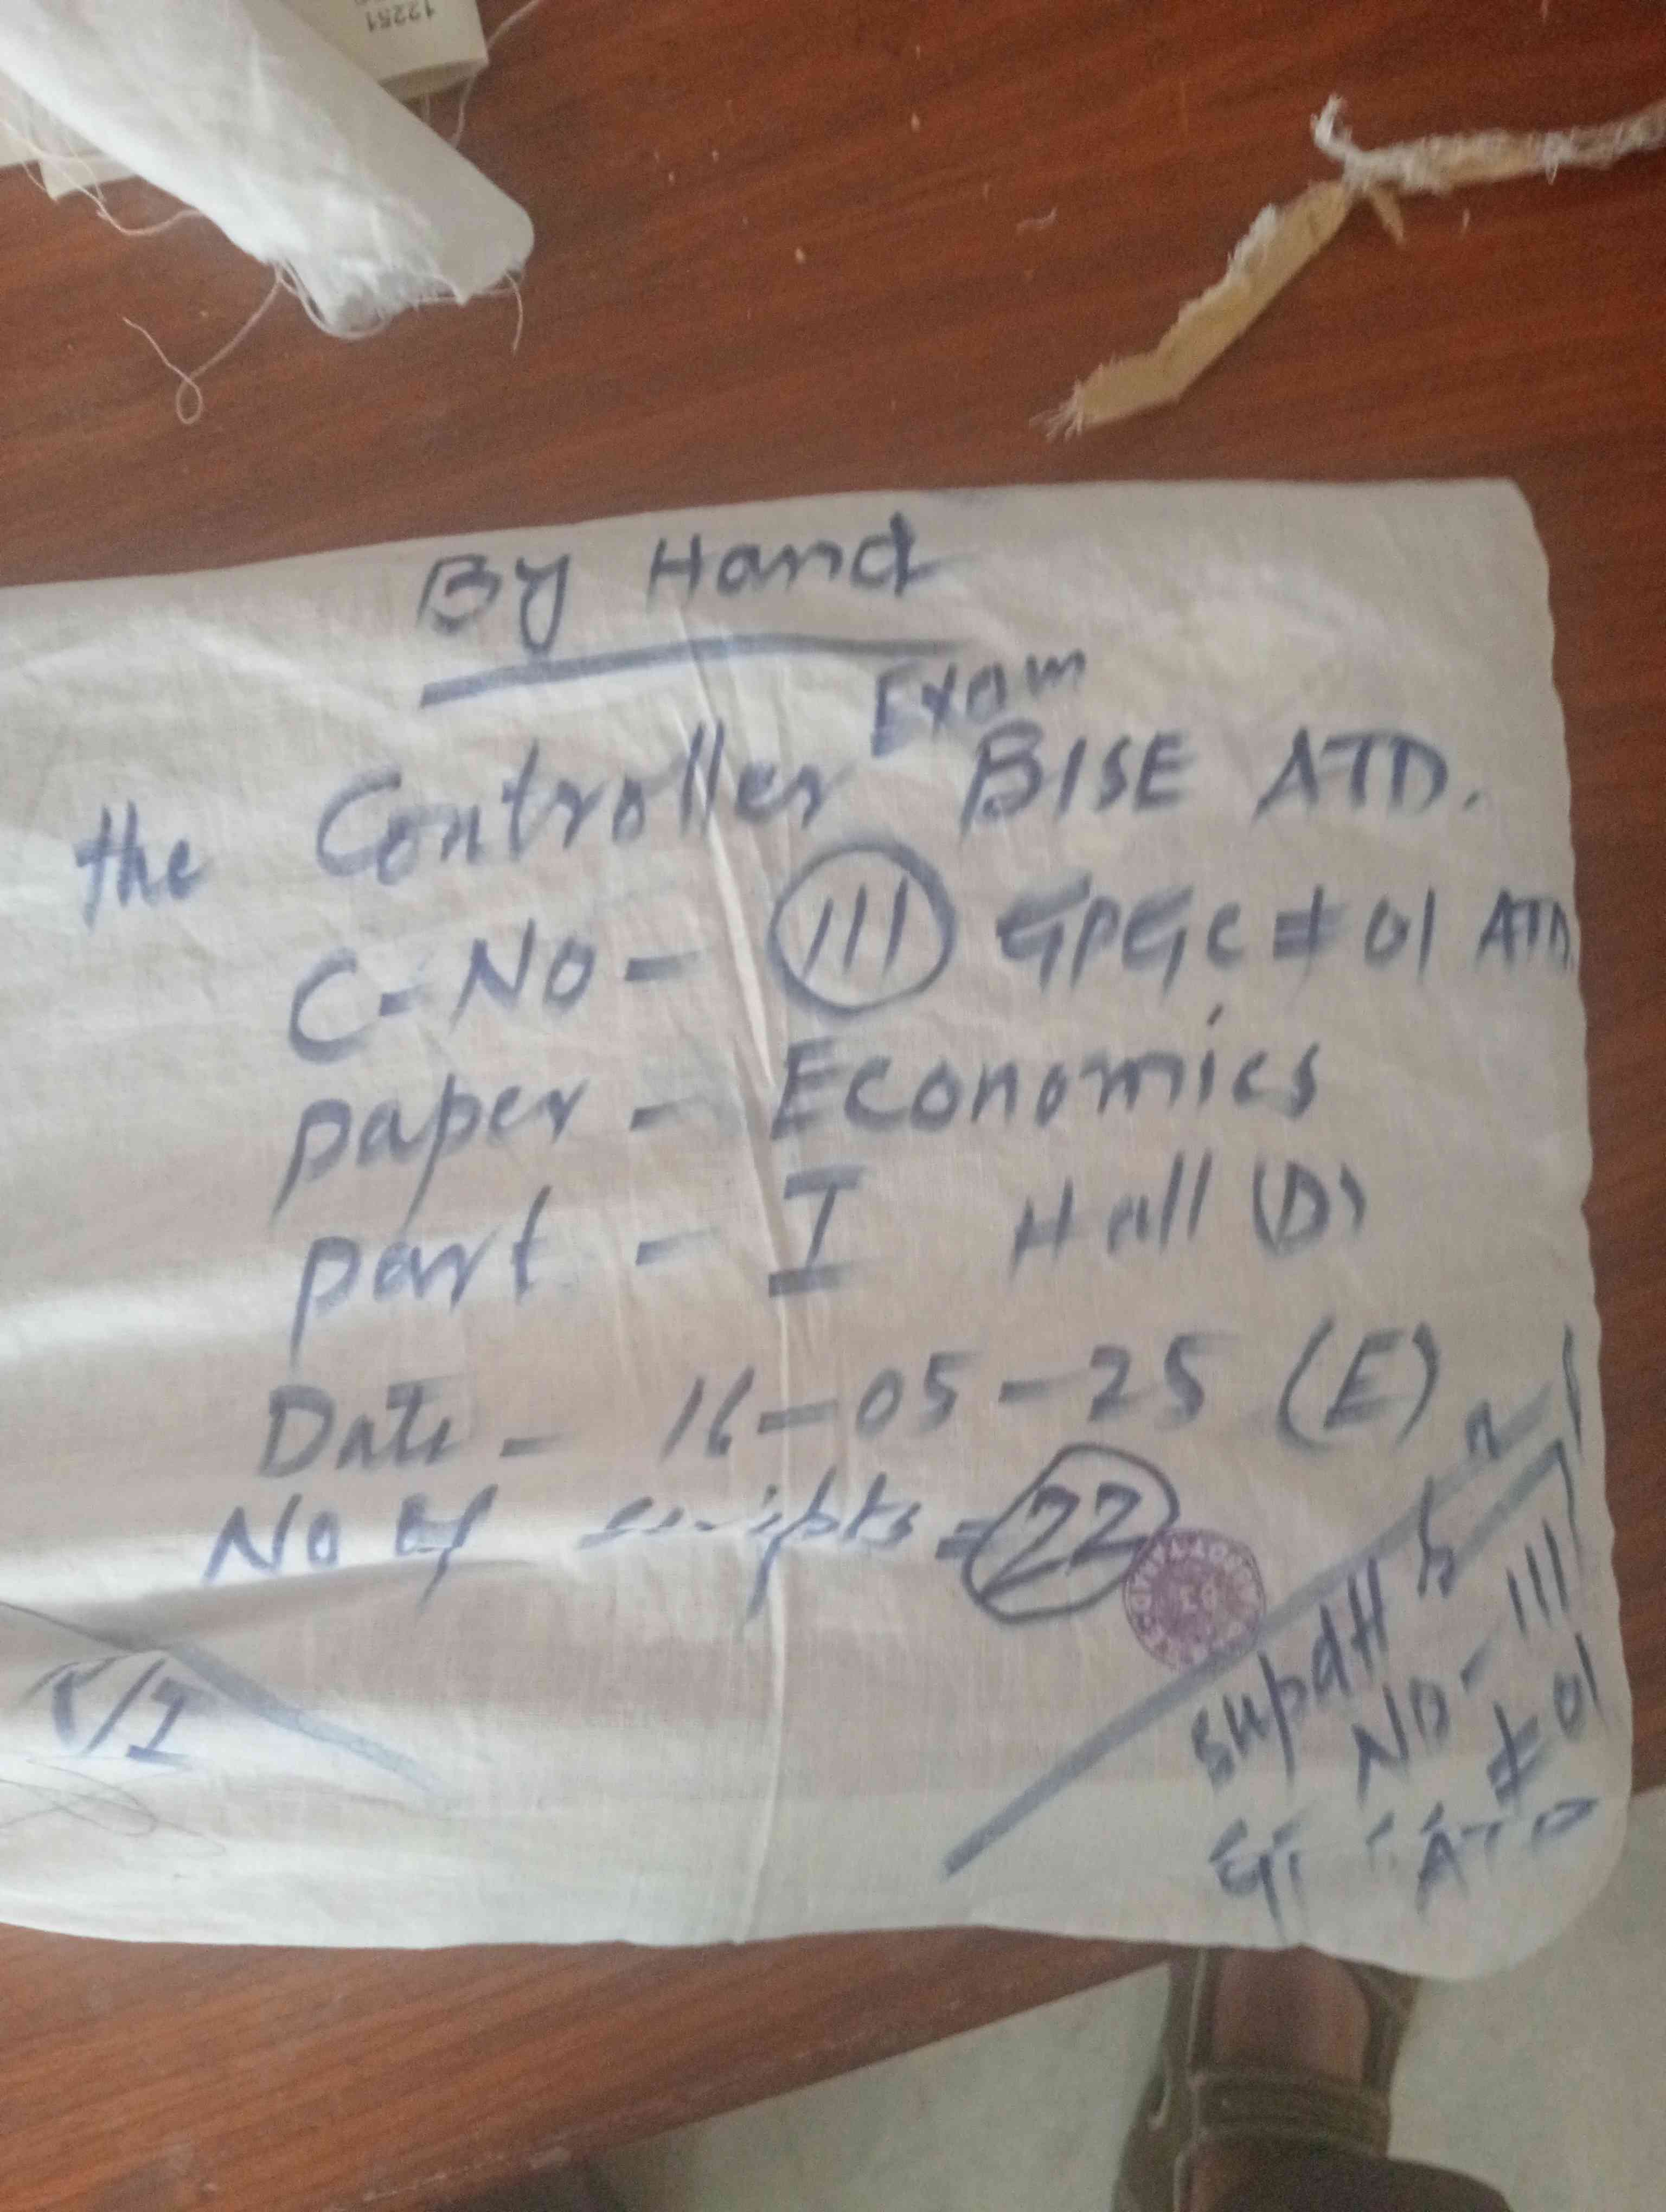 12251
By Hand
Exam
the Controller BISE ATD.
C-No- 111 GPGC # 01 ATD
paper - Economics
part - I Hall (D)
Date - 16-05-25 (E)
No of scripts = 22
Supdtt
No - 111
# 01
ATD